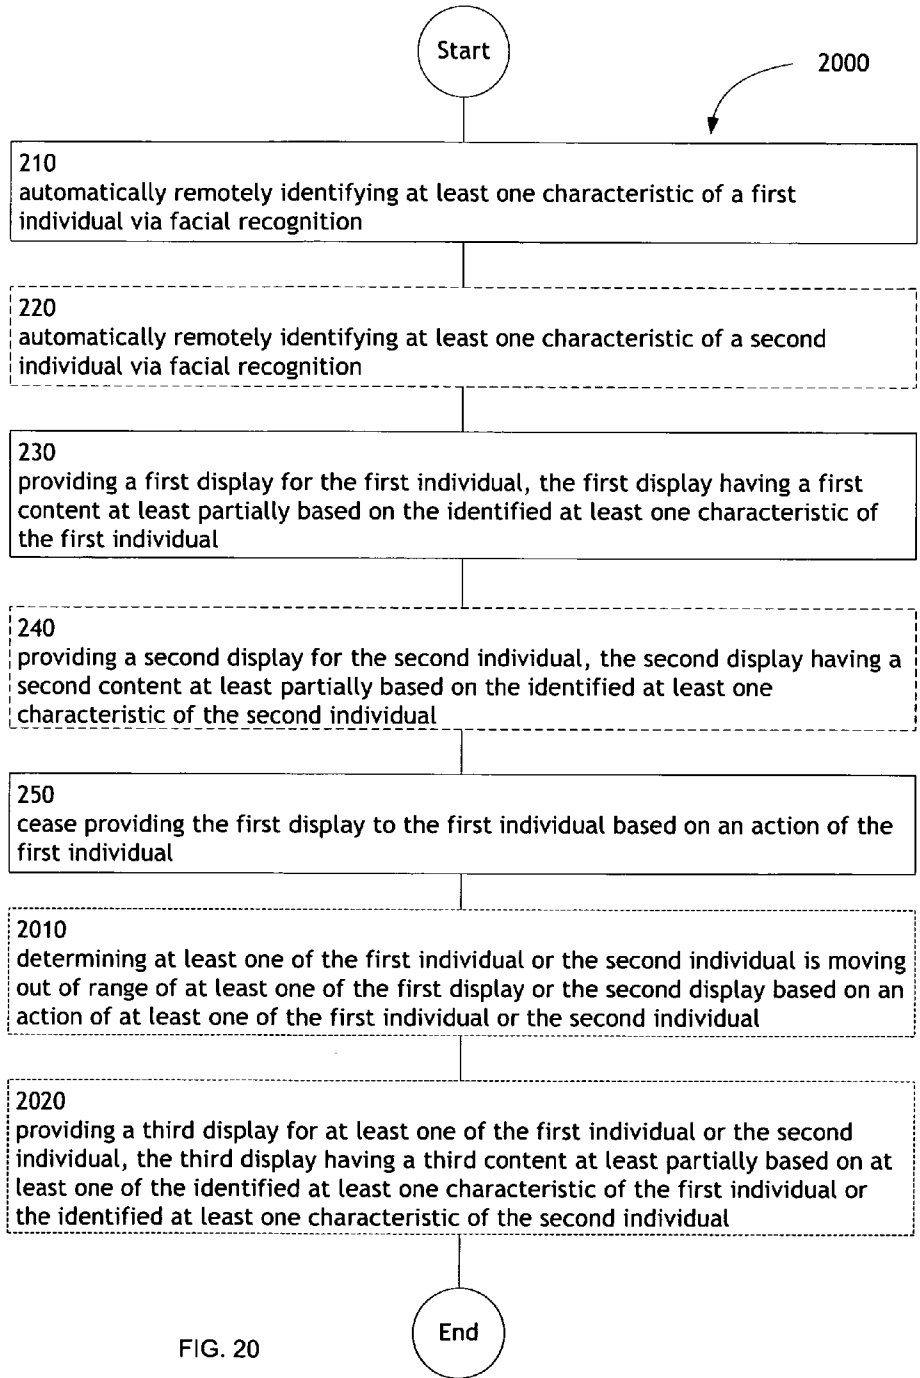 Start
2000
210
automatically remotely identifying at least one characteristic of a first
individual via facial recognition
220
automatically remotely identifying at least one characteristic of a second
individual via facial recognition
230
providing a first display for the first individual, the first display having a first
content at least partially based on the identified at least one characteristic of
the first individual
240
providing a second display for the second individual, the second display having a
second content at least partially based on the identified at least one
characteristic of the second individual
250
cease providing the first display to the first individual based on an action of the
first individual
2010
determining at least one of the first individual or the second individual is moving
out of range of at least one of the first display or the second display based on an
action of at least one of the first individual or the second individual
2020
providing a third display for at least one of the first individual or the second
individual, the third display having a third content at least partially based on at
least one of the identified at least one characteristic of the first individual or
the identified at least one characteristic of the second individual
End
FIG. 20